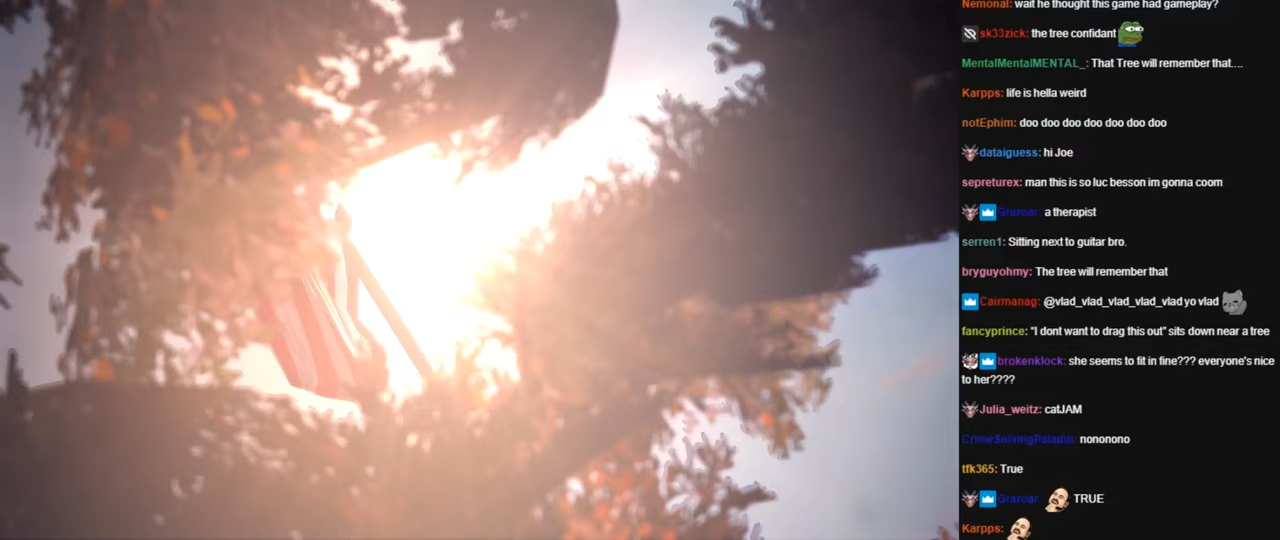 Nemonal: wait he thought this game had gameplay?
sk33zick: the tree confidant
MentalMentalMENTAL_: That Tree will remember that....
Karpps: life is hella weird
notEphim: doo doo doo doo doo doo doo
dataiguess: hi Joe
sepreturex: man this is so luc besson im gonna coom
Graroar: a therapist
serren1: Sitting next to guitar bro.
bryguyohmy: The tree will remember that
Cairmanag: @vlad_vlad_vlad_vlad_vlad yo vlad
fancyprince: "I dont want to drag this out" sits down near a tree
brokenklock: she seems to fit in fine??? everyone's nice
to her????
Julia_weitz: catJAM
CrimeSolvingPaladin: nononono
tfk365: True
Graroar: TRUE
Karpps: